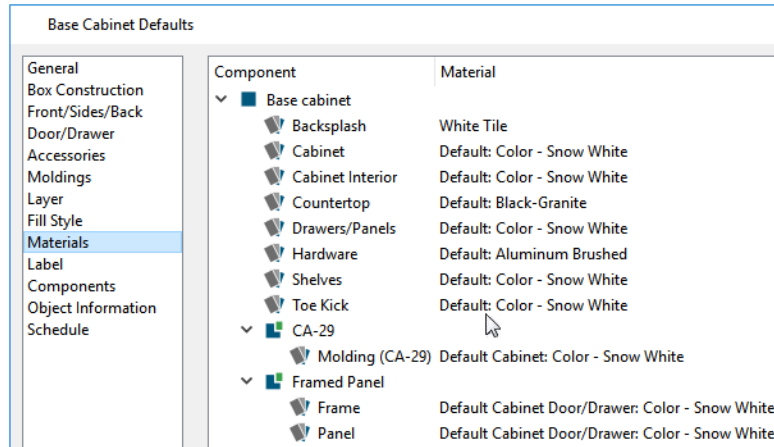 Base Cabinet Defaults
General
Box Construction
Front/Sides/Back
Door/Drawer
Accessories
Moldings
Layer
Fill Style
Materials
Label
Components
Object Information
Schedule
Component Material
Base cabinet
Backsplash White Tile
Cabinet Default: Color - Snow White
Cabinet Interior Default: Color - Snow White
Countertop Default: Black-Granite
Drawers/Panels Default: Color - Snow White
Hardware Default: Aluminum Brushed
Shelves Default: Color - Snow White
Toe Kick Default: Color - Snow White
CA-29
Molding (CA-29) Default Cabinet: Color - Snow White
Framed Panel
Frame Default Cabinet Door/Drawer: Color - Snow White
Panel Default Cabinet Door/Drawer: Color - Snow White